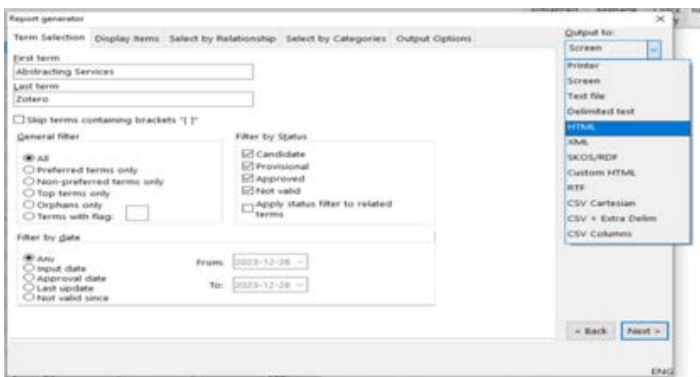 Report generator
Term Selection Display Items Select by Relationship Select by Categories Output Options
Output to:
Screen
First term
Abstracting Services
Last term
Zotero
Skip terms containing brackets "[ ]"
General filter
All
Preferred terms only
Non-preferred terms only
Top terms only
Orphans only
Terms with flag:
Filter by Status
Candidate
Provisional
Approved
Not valid
Apply status filter to related
terms
Filter by date
Any
Input date
Approval date
Last update
Not valid since
From: 2023-12-28
To: 2023-12-28
Printer
Screen
Text file
Delimited text
HTML
XML
SKOS/RDF
Custom HTML
RTF
CSV Cartesian
CSV + Extra Delim
CSV Columns
< Back Next >
ENG